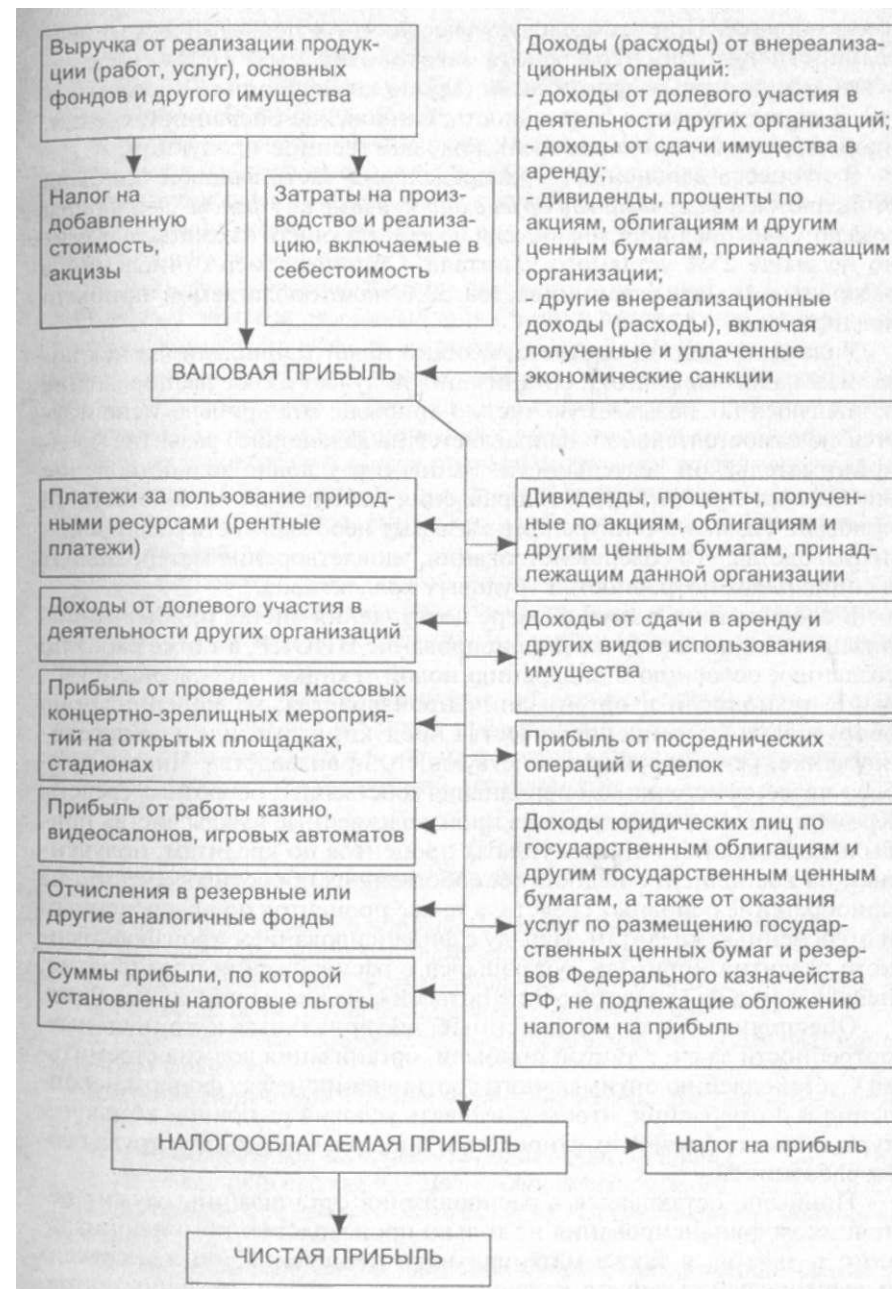 Выручка от реализации продук-
ции (работ, услуг), основных
фондов и другого имущества
Доходы (расходы) от внереализа-
ционных операций:
- доходы от долевого участия в
деятельности других организаций;
- доходы от сдачи имущества в
аренду;
- дивиденды, проценты по
акциям и облигациям и другим
ценным бумагам, принадлежащим
организации;
- другие внереализационные
доходы (расходы), включая
полученные и уплаченные
экономические санкции
Налог на
добавленную
стоимость,
акцизы
Затраты на произ-
водство и реализа-
цию, включаемые в
себестоимость
ВАЛОВАЯ ПРИБЫЛЬ
Платежи за пользование природ-
ными ресурсами (рентные
платежи)
Дивиденды, проценты, получен-
ные по акциям, облигациям и
другим ценным бумагам, принад-
лежащим данной организации
Доходы от долевого участия в
деятельности других организаций
Доходы от сдачи в аренду и
других видов использования
имущества
Прибыль от проведения массовых
концертно-зрелищных мероприя-
тий на открытых площадках,
стадионах
Прибыль от посреднических
операций и сделок
Прибыль от работы казино,
видеосалонов, игровых автоматов
Доходы юридических лиц по
государственным облигациям и
другим государственным ценным
бумагам, а также от оказания
услуг по размещению государ-
ственных ценных бумаг и резер-
вов Федерального казначейства
РФ, не подлежащие обложению
налогом на прибыль
Отчисления в резервные или
другие аналогичные фонды
Суммы прибыли, по которой
установлены налоговые льготы
НАЛОГООБЛАГАЕМАЯ ПРИБЫЛЬ
Налог на прибыль
ЧИСТАЯ ПРИБЫЛЬ